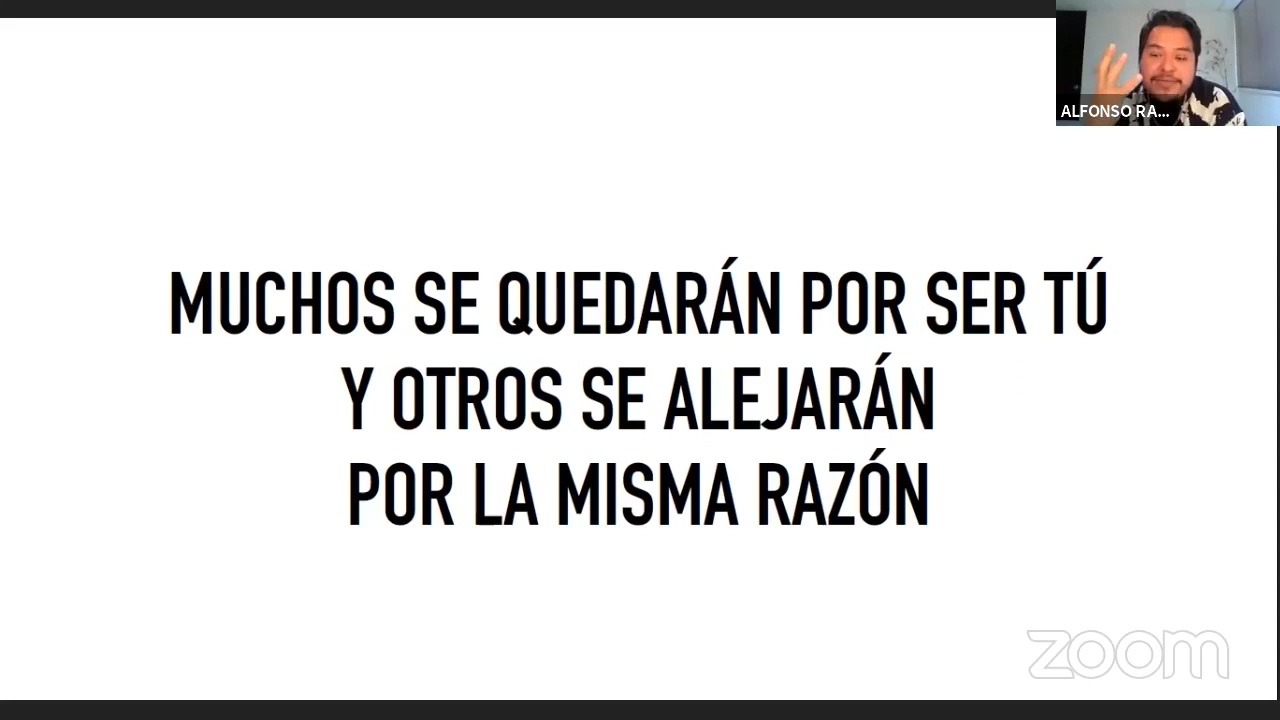 ALFONSO RA...
MUCHOS SE QUEDARÁN POR SER TÚ
Y OTROS SE ALEJARÁN
POR LA MISMA RAZÓN
zoom